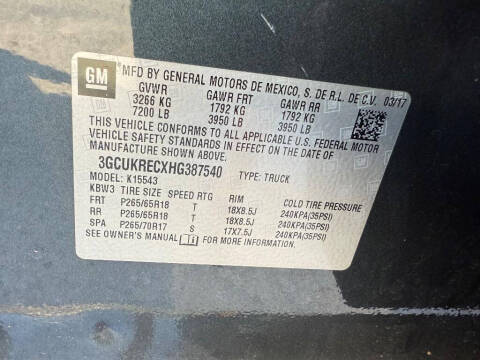 GM
MFD BY GENERAL MOTORS DE MEXICO, S. DE R.L. DE C.V. 03/17
GVWR GAWR FRT GAWR RR
3266 KG 1792 KG 1792 KG
7200 LB 3950 LB 3950 LB
THIS VEHICLE CONFORMS TO ALL APPLICABLE U.S. FEDERAL MOTOR
VEHICLE SAFETY STANDARDS IN EFFECT ON THE DATE OF
MANUFACTURE SHOWN ABOVE.
3GCUKRECXHG387540 TYPE: TRUCK
MODEL: K15543
KBW3 TIRE SIZE SPEED RTG RIM COLD TIRE PRESSURE
FRT P265/65R18 T 18X8.5J 240KPA(35PSI)
RR P265/65R18 T 18X8.5J 240KPA(35PSI)
SPA P265/70R17 S 17X7.5J 240KPA(35PSI)
SEE OWNER'S MANUAL FOR MORE INFORMATION.